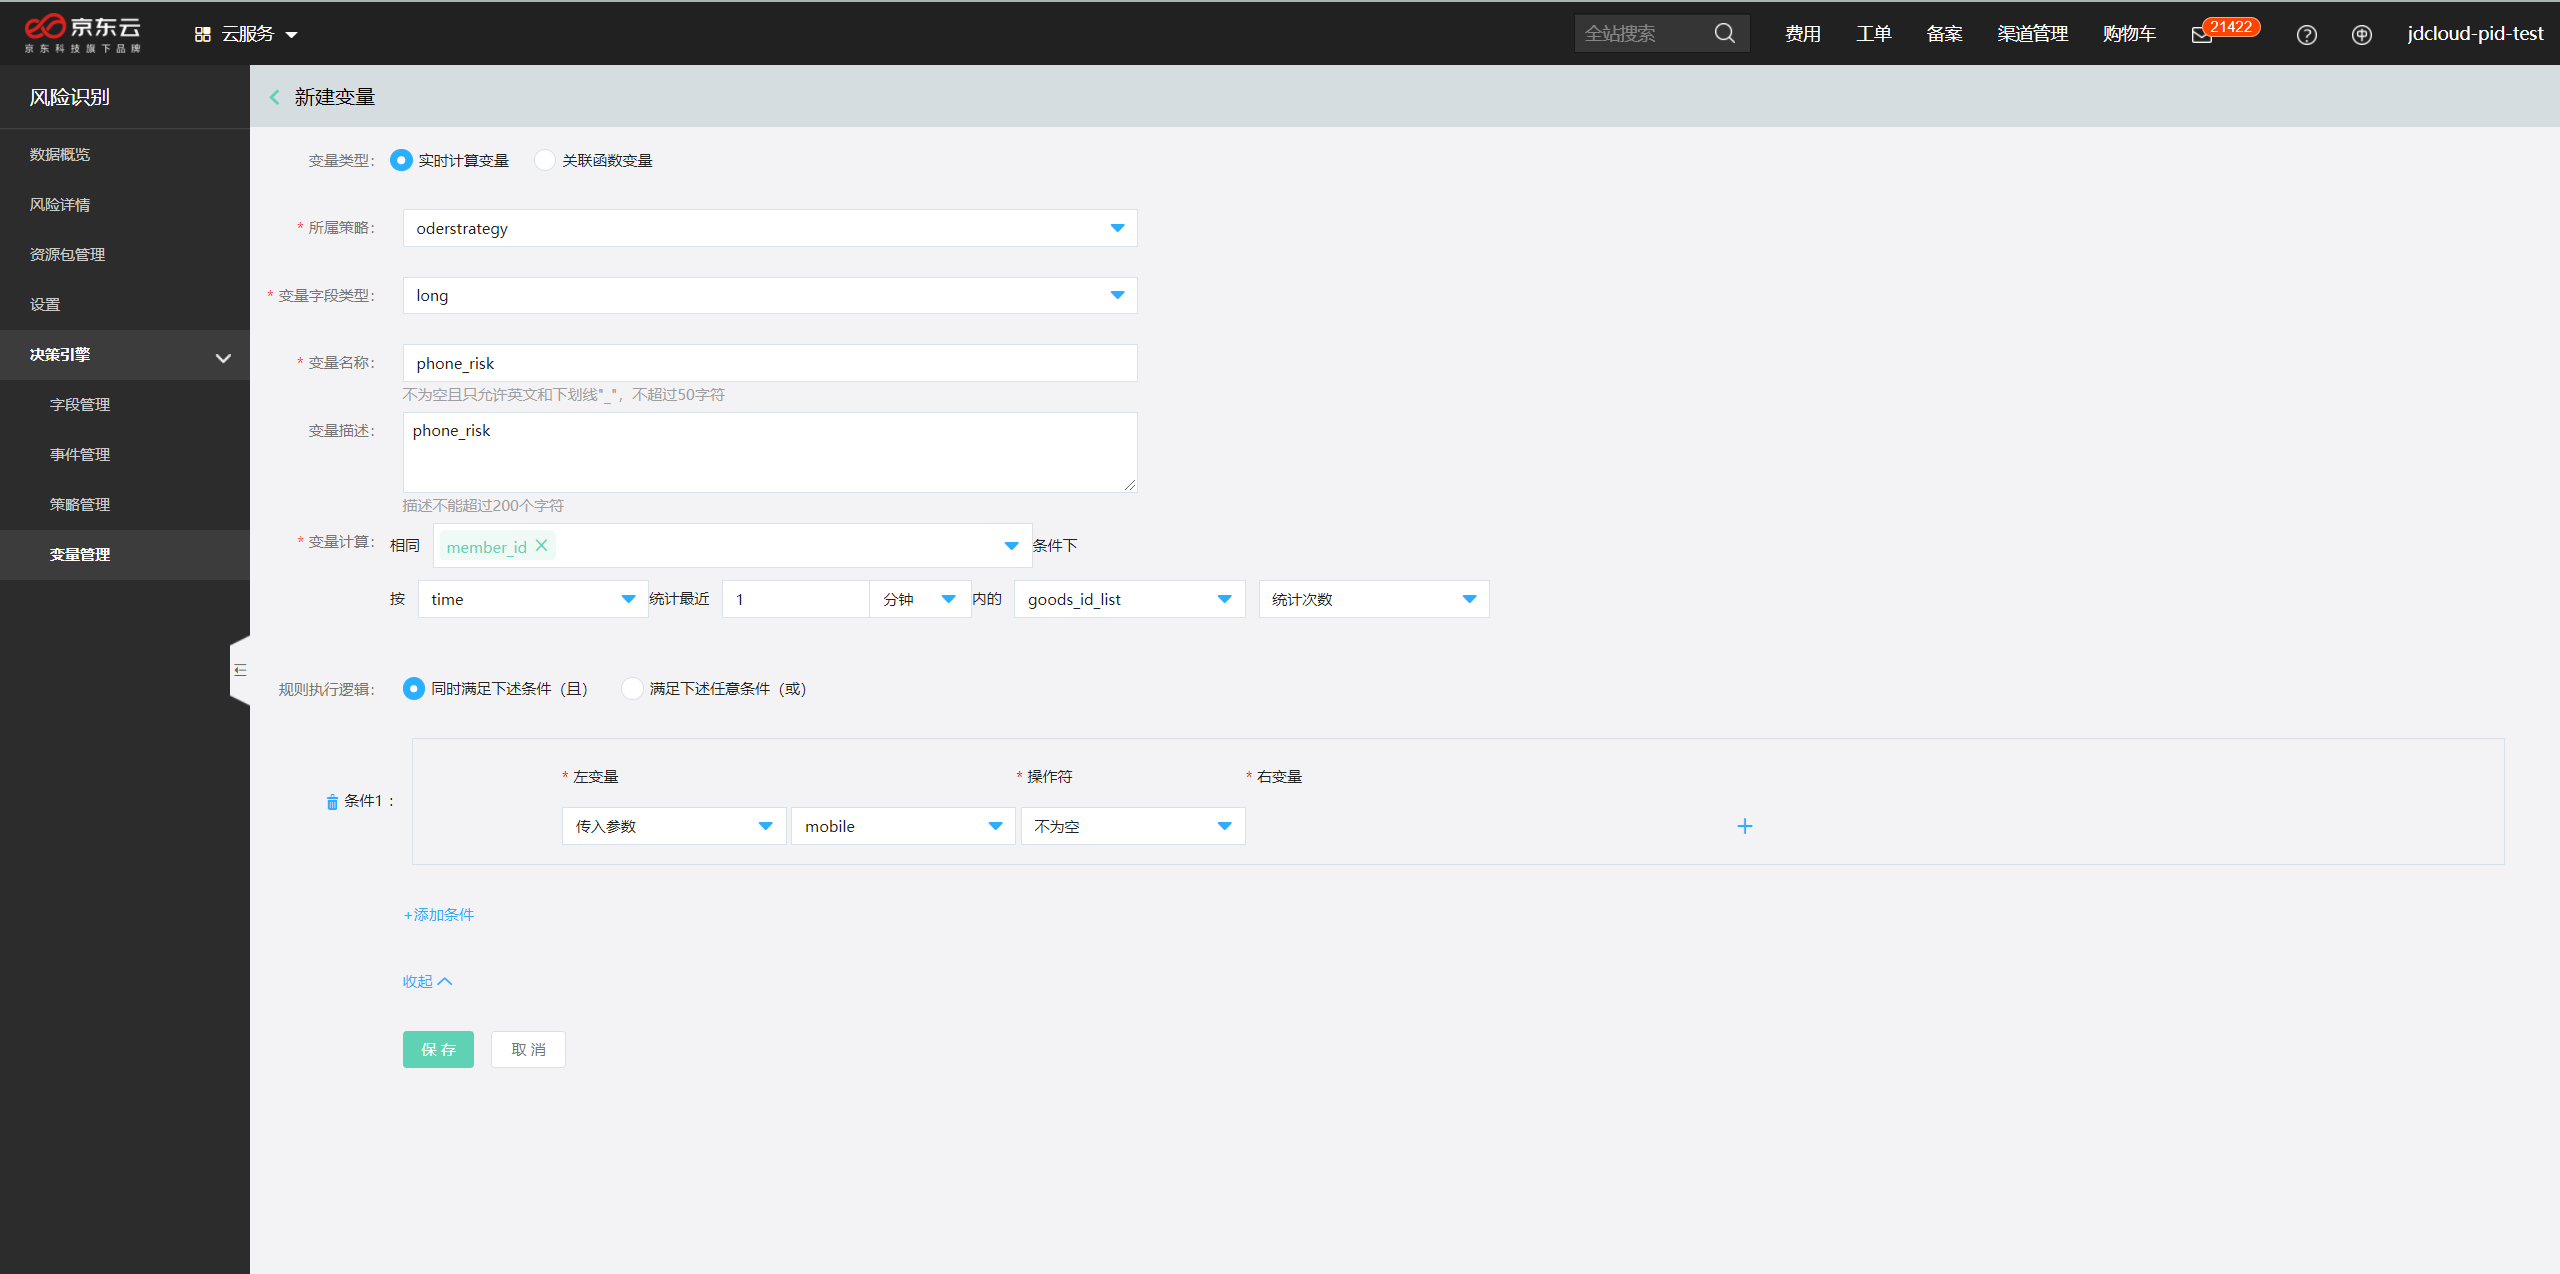 京东云
京东科技旗下品牌
云服务
全站搜索
费用
工单
备案
渠道管理
购物车
21422
jdcloud-pid-test
风险识别
数据概览
风险详情
资源包管理
设置
决策引擎
字段管理
事件管理
策略管理
变量管理
新建变量
变量类型: 实时计算变量 关联函数变量
* 所属策略: oderstrategy
* 变量字段类型: long
* 变量名称: phone_risk
不为空且只允许英文和下划线"_"，不超过50字符
变量描述: phone_risk
描述不能超过200个字符
* 变量计算: 相同 member_id 条件下
按 time 统计最近 1 分钟 内的 goods_id_list 统计次数
规则执行逻辑: 同时满足下述条件（且） 满足下述任意条件（或）
* 左变量 * 操作符 * 右变量
条件1 :
传入参数 mobile 不为空
+
+添加条件
收起
保存 取消